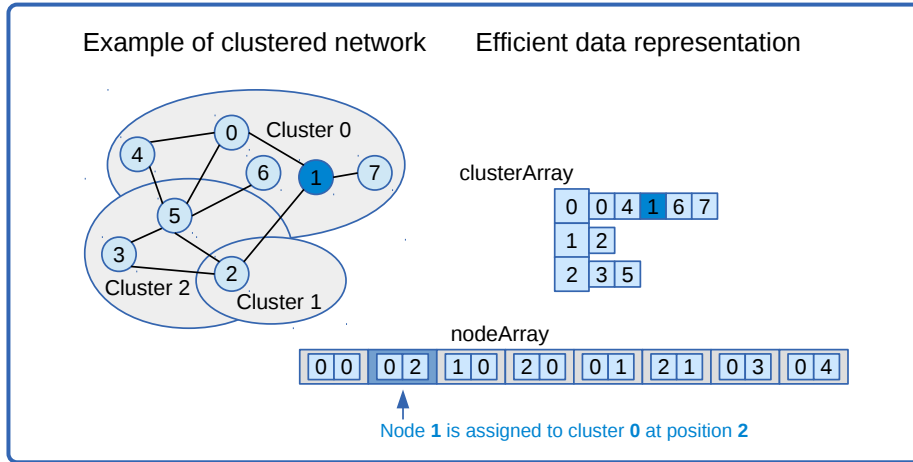 Example of clustered network
Efficient data representation
0
Cluster 0
4
6
1
7
5
3
2
Cluster 2
Cluster 1
clusterArray
0 0 4 1 6 7
1 2
2 3 5
nodeArray
0 0 0 2 1 0 2 0 0 1 2 1 0 3 0 4
Node 1 is assigned to cluster 0 at position 2